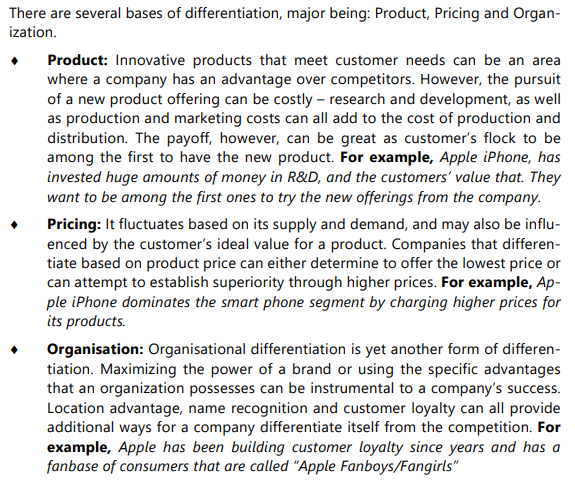 There are several bases of differentiation, major being: Product, Pricing and Organ-
ization.
♦ Product: Innovative products that meet customer needs can be an area
where a company has an advantage over competitors. However, the pursuit
of a new product offering can be costly – research and development, as well
as production and marketing costs can all add to the cost of production and
distribution. The payoff, however, can be great as customer's flock to be
among the first to have the new product. For example, Apple iPhone, has
invested huge amounts of money in R&D, and the customers' value that. They
want to be among the first ones to try the new offerings from the company.
♦ Pricing: It fluctuates based on its supply and demand, and may also be influ-
enced by the customer's ideal value for a product. Companies that differen-
tiate based on product price can either determine to offer the lowest price or
can attempt to establish superiority through higher prices. For example, Ap-
ple iPhone dominates the smart phone segment by charging higher prices for
its products.
♦ Organisation: Organisational differentiation is yet another form of differen-
tiation. Maximizing the power of a brand or using the specific advantages
that an organization possesses can be instrumental to a company's success.
Location advantage, name recognition and customer loyalty can all provide
additional ways for a company differentiate itself from the competition. For
example, Apple has been building customer loyalty since years and has a
fanbase of consumers that are called "Apple Fanboys/Fangirls"